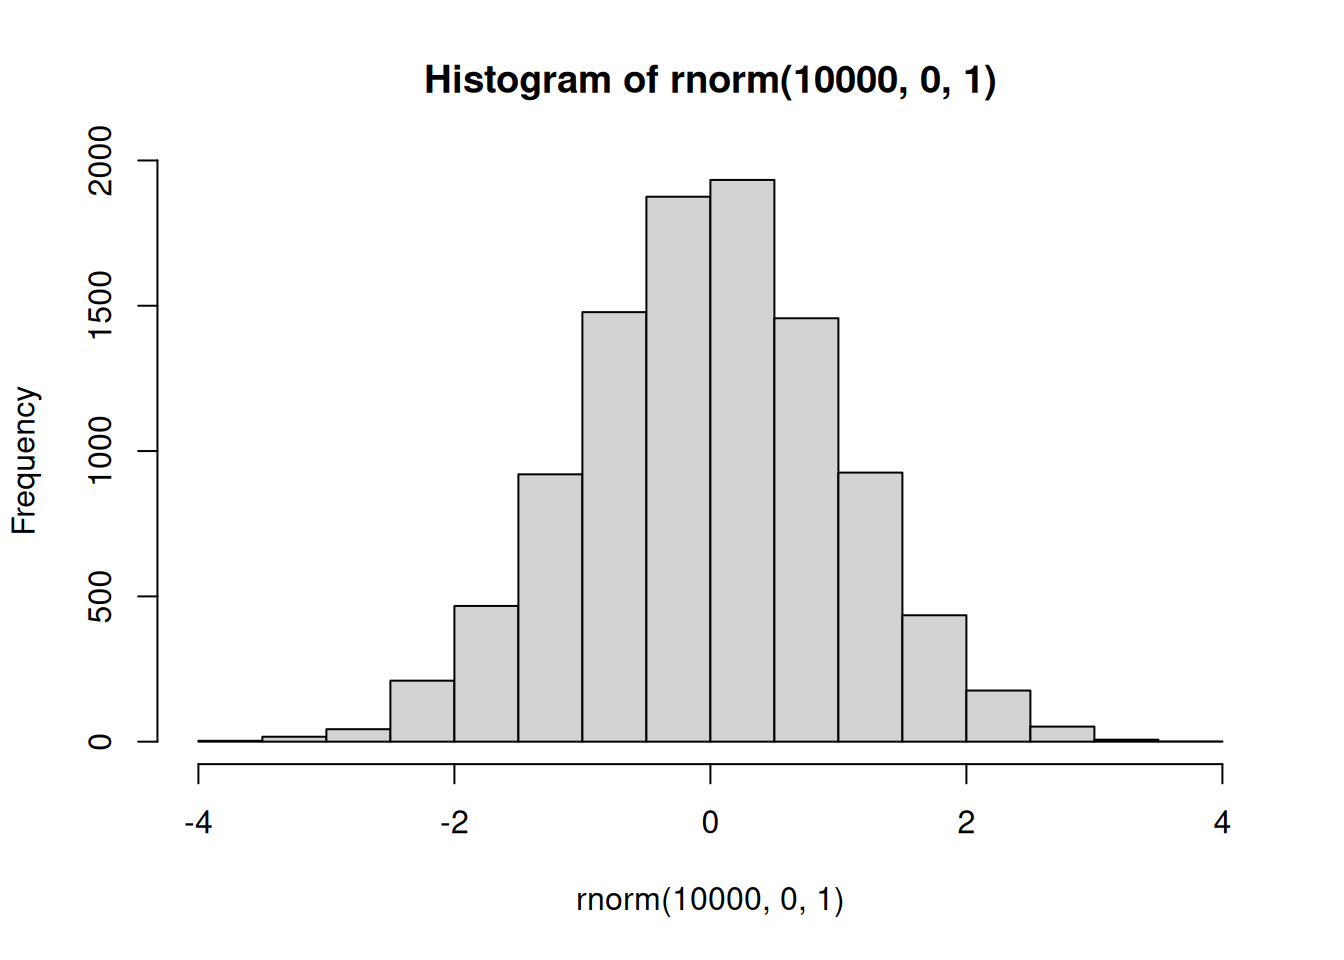 Histogram of rnorm(10000, 0, 1)
2000
1500
1000
500
0
Frequency
-4 -2 0 2 4
rnorm(10000, 0, 1)